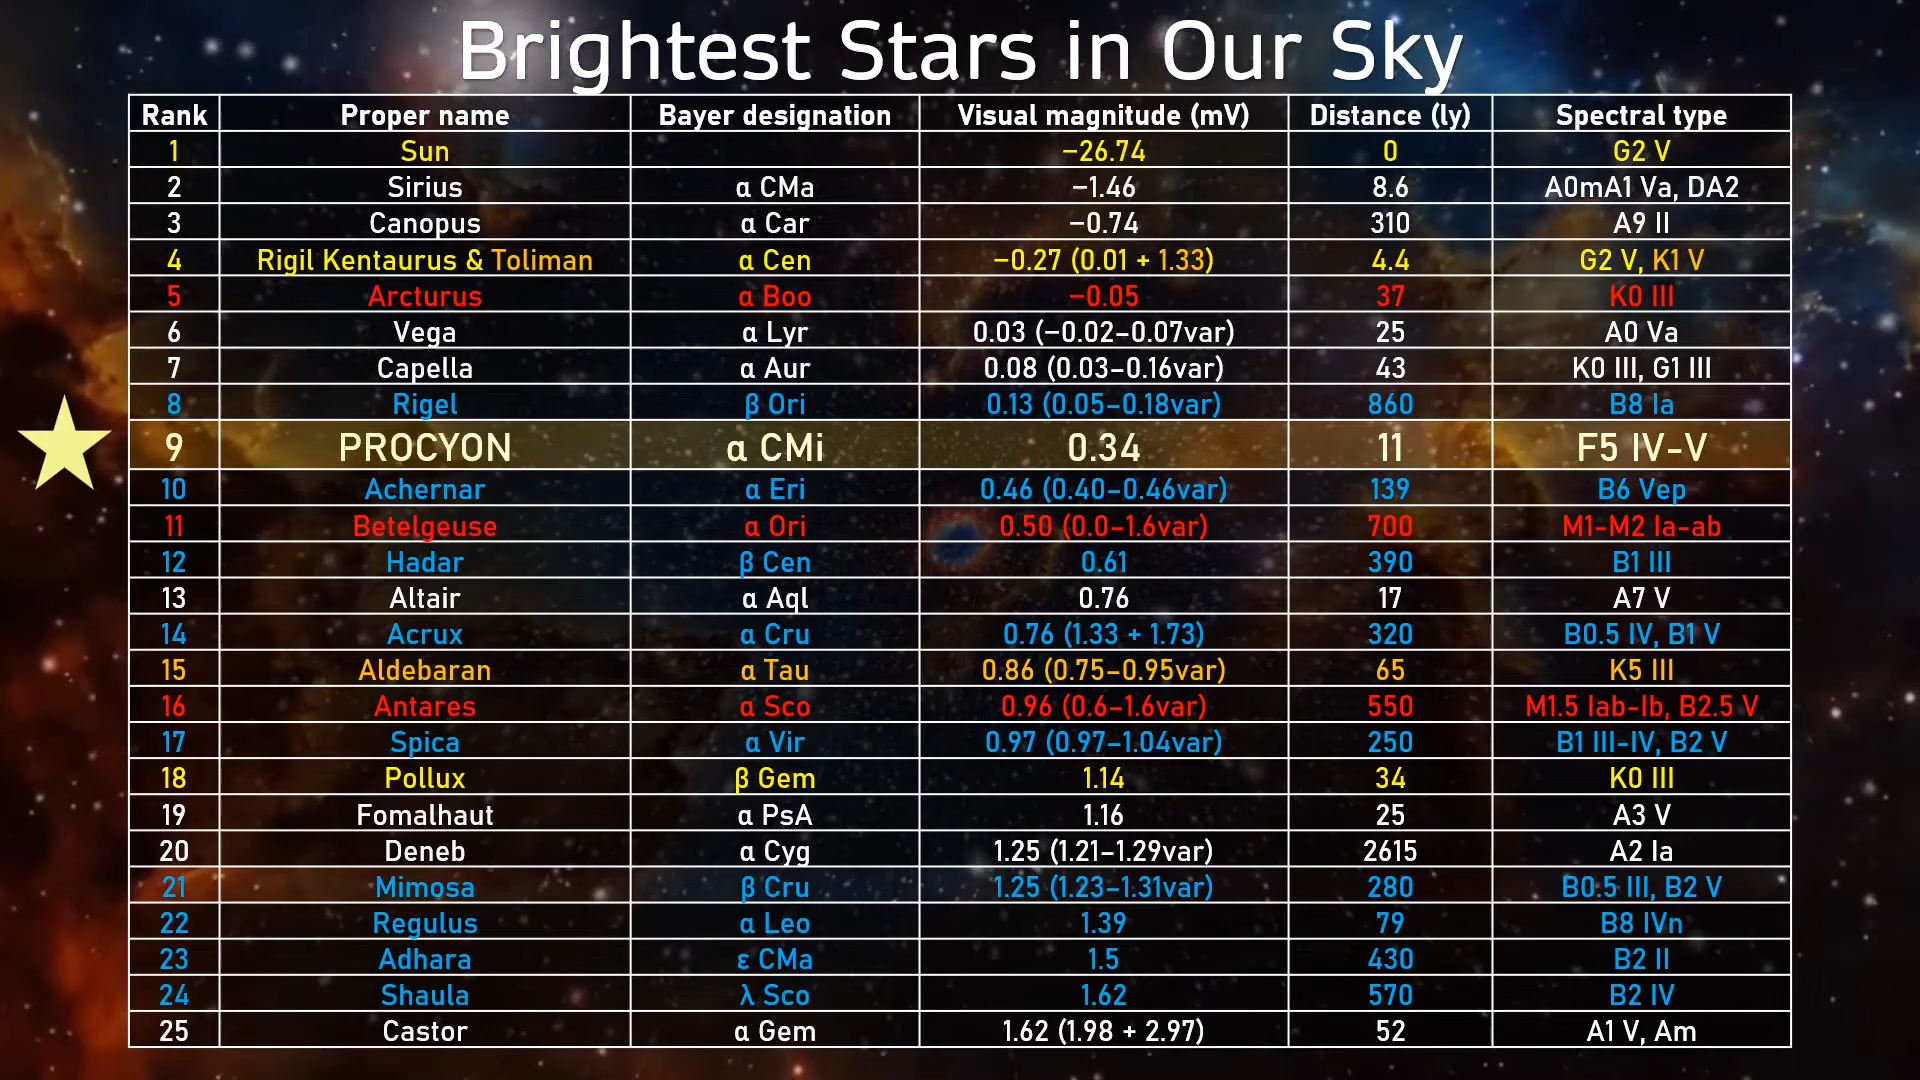 Brightest Stars in Our Sky
Rank Proper name Bayer designation Visual magnitude (mV) Distance (ly) Spectral type
1 Sun −26.74 0 G2 V
2 Sirius α CMa −1.46 8.6 A0mA1 Va, DA2
3 Canopus α Car −0.74 310 A9 II
4 Rigil Kentaurus & Toliman α Cen −0.27 (0.01 + 1.33) 4.4 G2 V, K1 V
5 Arcturus α Boo −0.05 37 K0 III
6 Vega α Lyr 0.03 (−0.02–0.07var) 25 A0 Va
7 Capella α Aur 0.08 (0.03–0.16var) 43 K0 III, G1 III
8 Rigel β Ori 0.13 (0.05–0.18var) 860 B8 Ia
9 PROCYON α CMi 0.34 11 F5 IV–V
10 Achernar α Eri 0.46 (0.40–0.46var) 139 B6 Vep
11 Betelgeuse α Ori 0.50 (0.0–1.6var) 700 M1–M2 Ia–ab
12 Hadar β Cen 0.61 390 B1 III
13 Altair α Aql 0.76 17 A7 V
14 Acrux α Cru 0.76 (1.33 + 1.73) 320 B0.5 IV, B1 V
15 Aldebaran α Tau 0.86 (0.75–0.95var) 65 K5 III
16 Antares α Sco 0.96 (0.6–1.6var) 550 M1.5 Iab–Ib, B2.5 V
17 Spica α Vir 0.97 (0.97–1.04var) 250 B1 III–IV, B2 V
18 Pollux β Gem 1.14 34 K0 III
19 Fomalhaut α PsA 1.16 25 A3 V
20 Deneb α Cyg 1.25 (1.21–1.29var) 2615 A2 Ia
21 Mimosa β Cru 1.25 (1.23–1.31var) 280 B0.5 III, B2 V
22 Regulus α Leo 1.39 79 B8 IVn
23 Adhara ε CMa 1.5 430 B2 II
24 Shaula λ Sco 1.62 570 B2 IV
25 Castor α Gem 1.62 (1.98 + 2.97) 52 A1 V, Am